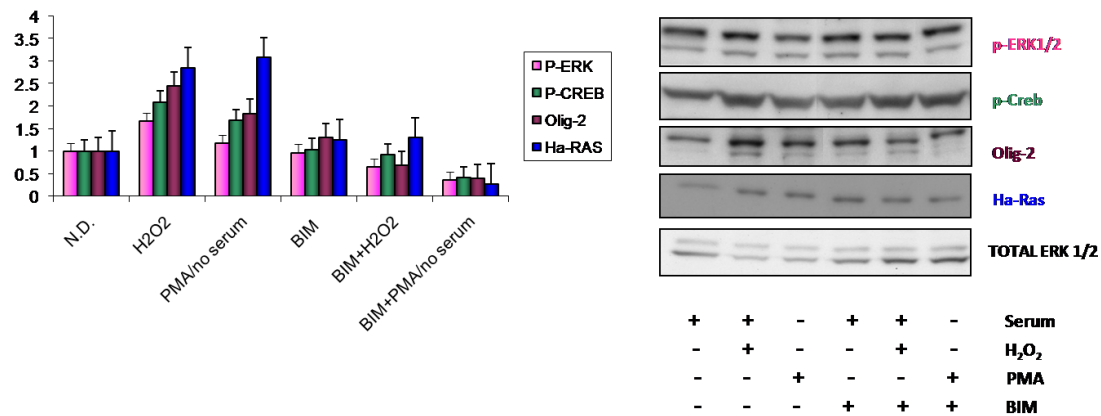 4
3.5
3
2.5
2
1.5
1
0.5
0
N.D.
H2O2
PMA/no serum
BIM
BIM+H2O2
BIM+PMA/no serum
P-ERK
P-CREB
Olig-2
Ha-RAS
p-ERK1/2
p-Creb
Olig-2
Ha-Ras
TOTAL ERK 1/2
+ + - + + - Serum
- + - - + - H₂O₂
- - + - - + PMA
- - - + + + BIM